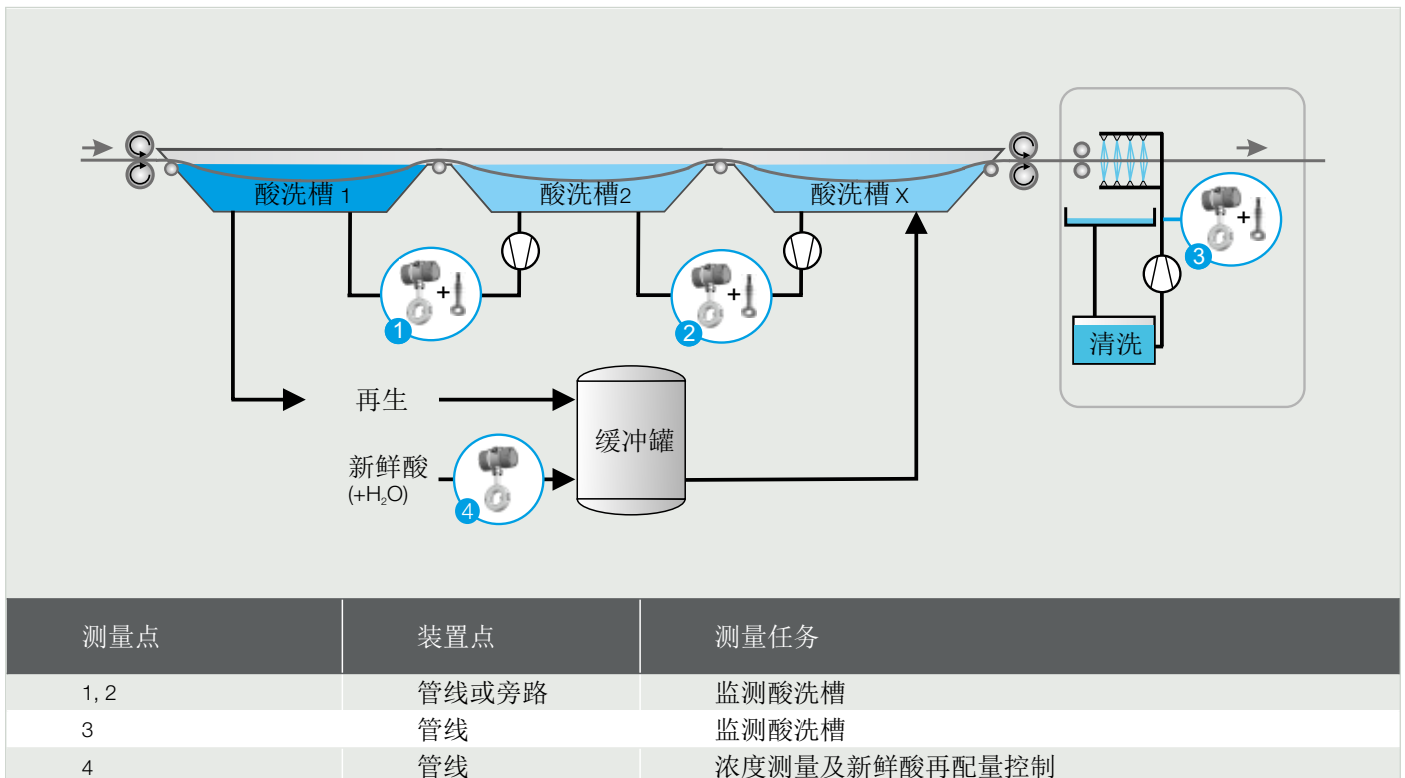 酸洗槽 1
酸洗槽2
酸洗槽 X
+
1
+
2
+
3
清洗
再生
缓冲罐
新鲜酸
(+H₂O)
4
测量点 装置点 测量任务
1, 2 管线或旁路 监测酸洗槽
3 管线 监测酸洗槽
4 管线 浓度测量及新鲜酸再配量控制